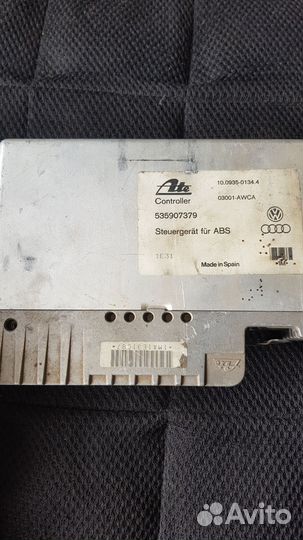 Ate
10.0935-0134.4
Controller
03001-AWCA
535907379
Steuergerät für ABS
Made in Spain
Avito